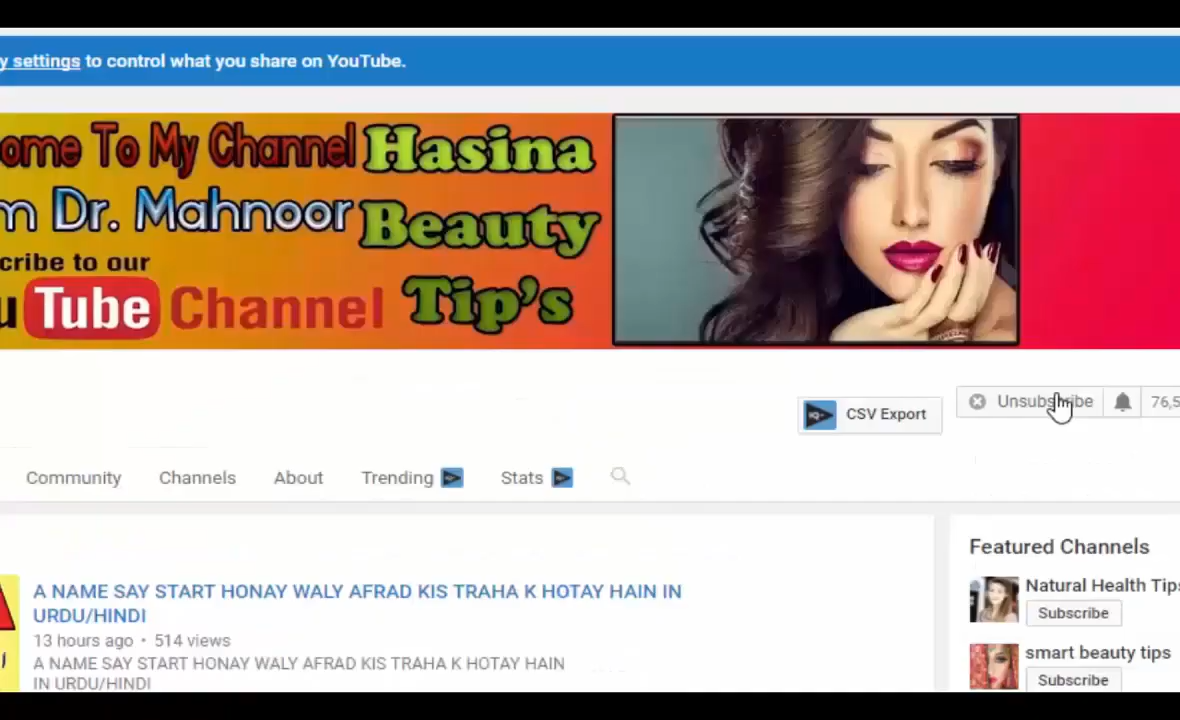 y settings to control what you share on YouTube.
ome To My Channel Hasina
m Dr. Mahnoor Beauty
cribe to our
u Tube Channel Tip's
CSV Export
Unsubscribe
76,5
Community Channels About Trending Stats
Featured Channels
A NAME SAY START HONAY WALY AFRAD KIS TRAHA K HOTAY HAIN IN
URDU/HINDI
13 hours ago • 514 views
A NAME SAY START HONAY WALY AFRAD KIS TRAHA K HOTAY HAIN
IN URDU/HINDI
Natural Health Tips
Subscribe
smart beauty tips
Subscribe